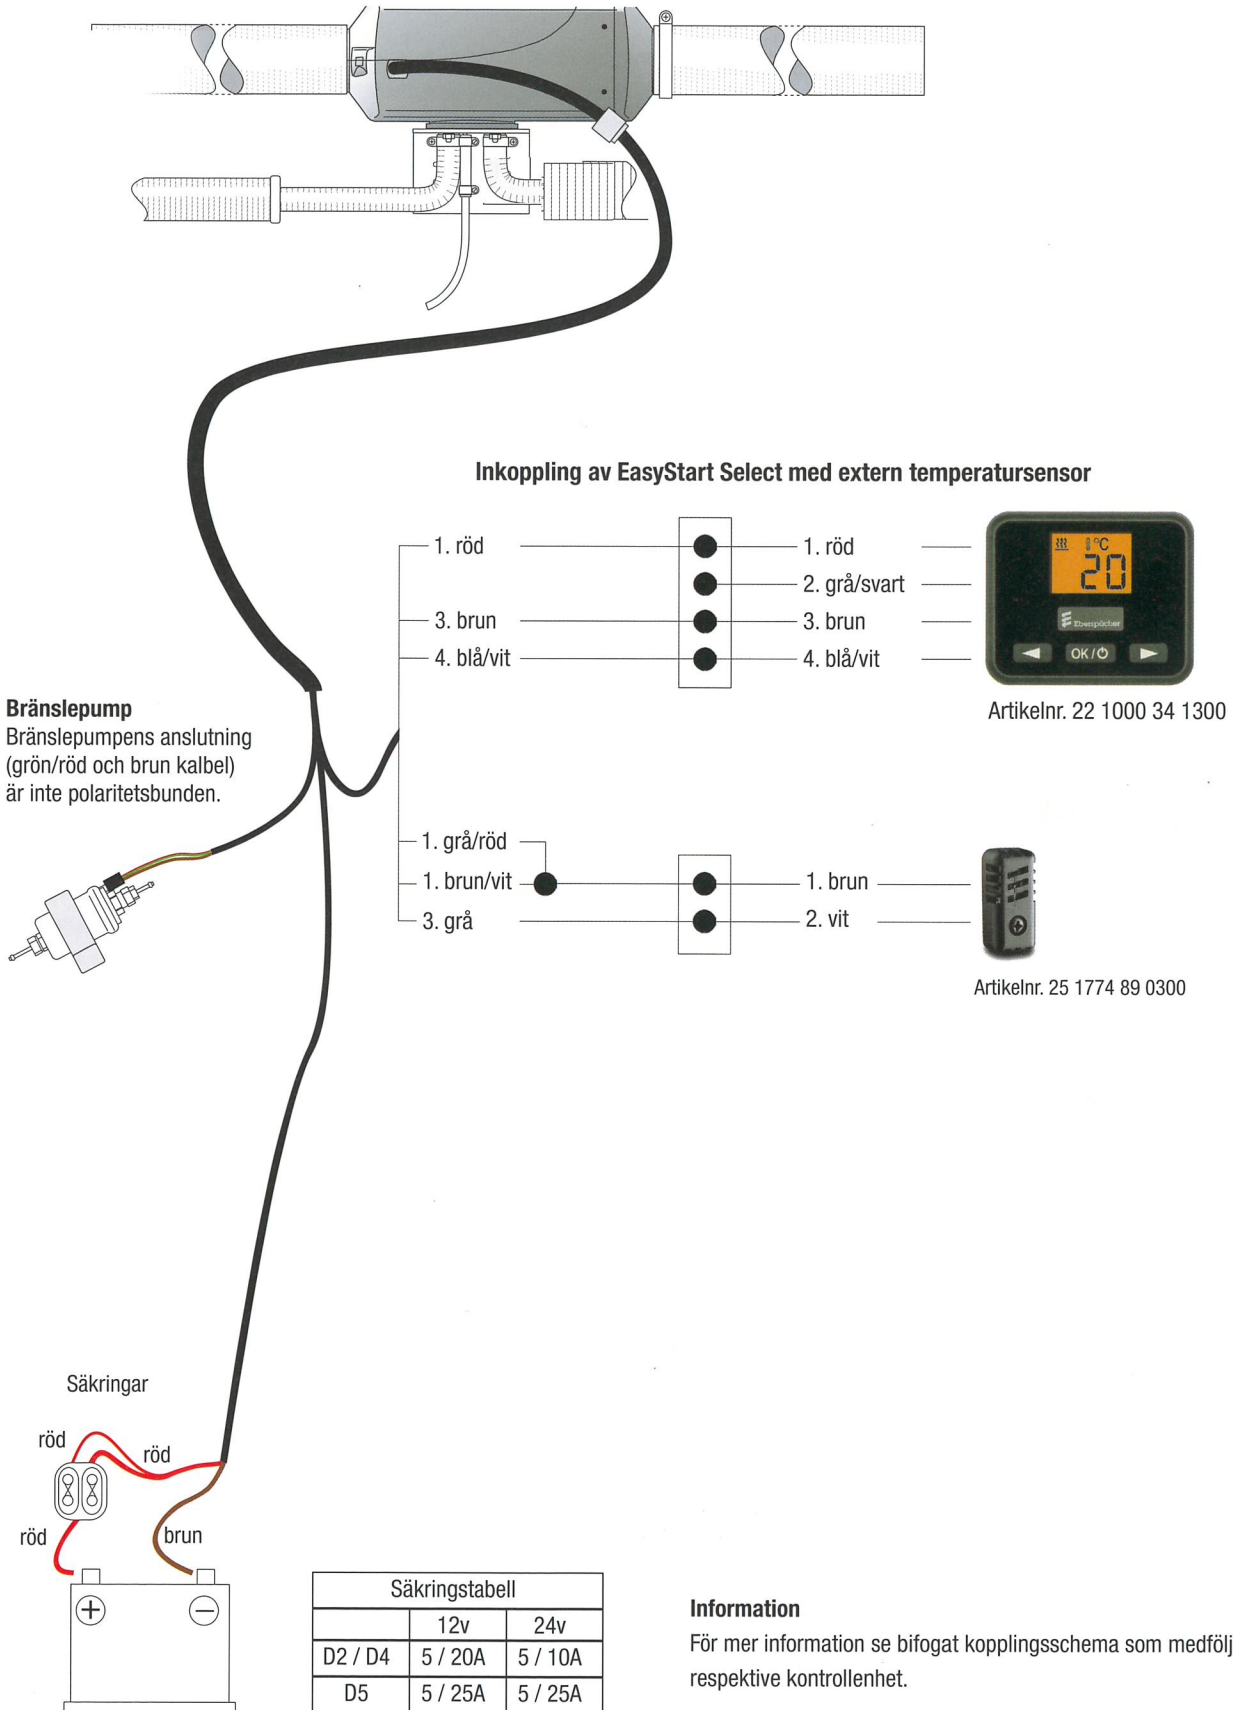 Inkoppling av EasyStart Select med extern temperatursensor
1. röd
1. röd
2. grå/svart
3. brun
3. brun
4. blå/vit
4. blå/vit
°C
20
Eberspächer
OK /
Artikelnr. 22 1000 34 1300
Bränslepump
Bränslepumpens anslutning
(grön/röd och brun kalbel)
är inte polaritetsbunden.
1. grå/röd
1. brun/vit
1. brun
3. grå
2. vit
Artikelnr. 25 1774 89 0300
Säkringar
röd
röd
röd
brun
+
−
Säkringstabell
12v 24v
D2 / D4 5 / 20A 5 / 10A
D5 5 / 25A 5 / 25A
Information
För mer information se bifogat kopplingsschema som medfölj
respektive kontrollenhet.